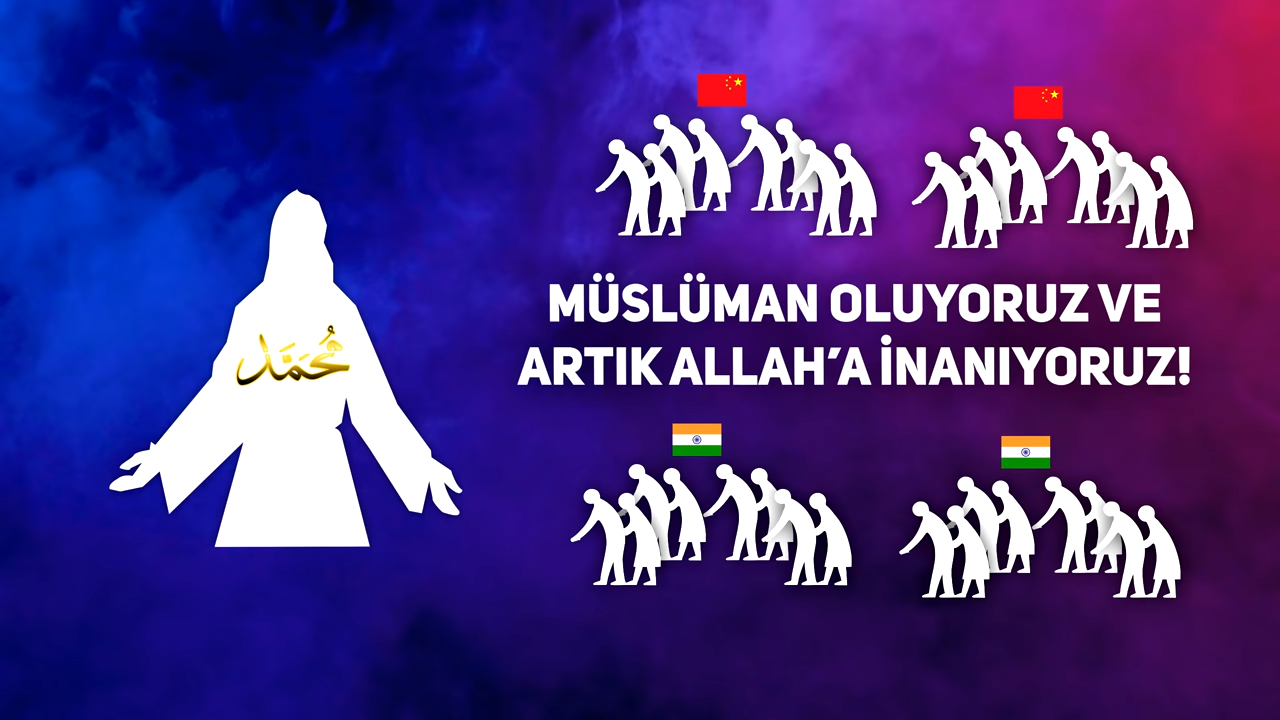 مُحَمَّد
MÜSLÜMAN OLUYORUZ VE
ARTIK ALLAH’A İNANIYORUZ!